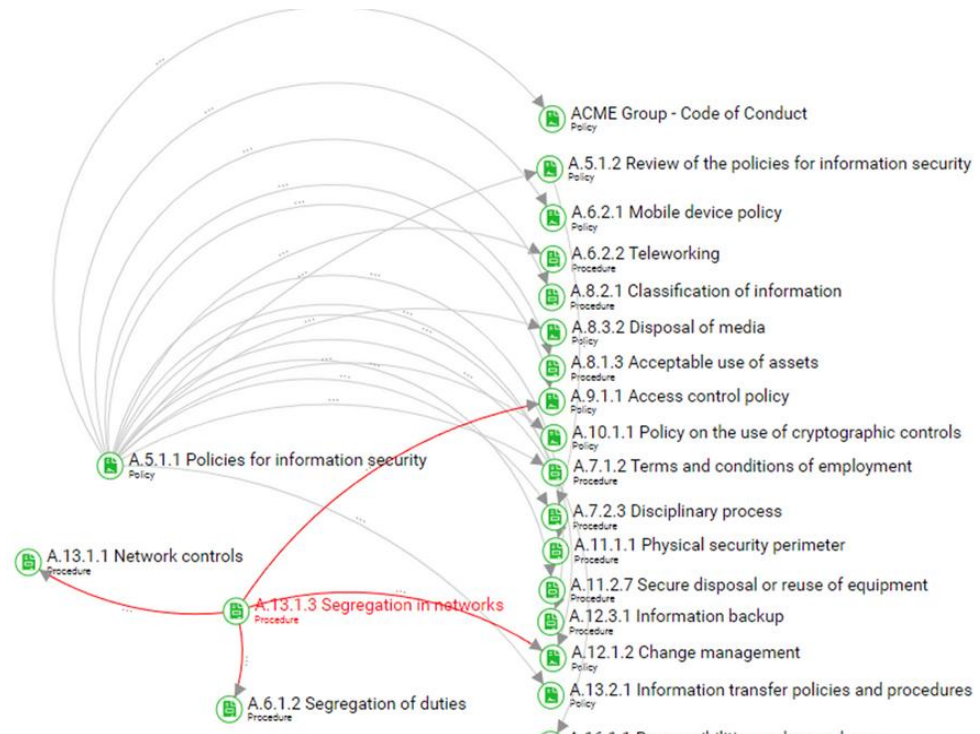 ACME Group - Code of Conduct
Policy
A.5.1.2 Review of the policies for information security
Policy
A.6.2.1 Mobile device policy
Policy
A.6.2.2 Teleworking
Procedure
A.8.2.1 Classification of information
Procedure
A.8.3.2 Disposal of media
Policy
A.8.1.3 Acceptable use of assets
Procedure
A.9.1.1 Access control policy
Policy
A.10.1.1 Policy on the use of cryptographic controls
Policy
A.5.1.1 Policies for information security
Policy
A.7.1.2 Terms and conditions of employment
Procedure
A.7.2.3 Disciplinary process
Procedure
A.11.1.1 Physical security perimeter
Procedure
A.13.1.1 Network controls
Procedure
A.11.2.7 Secure disposal or reuse of equipment
Procedure
A.13.1.3 Segregation in networks
Procedure
A.12.3.1 Information backup
Procedure
A.12.1.2 Change management
Policy
A.13.2.1 Information transfer policies and procedures
Policy
A.6.1.2 Segregation of duties
Procedure